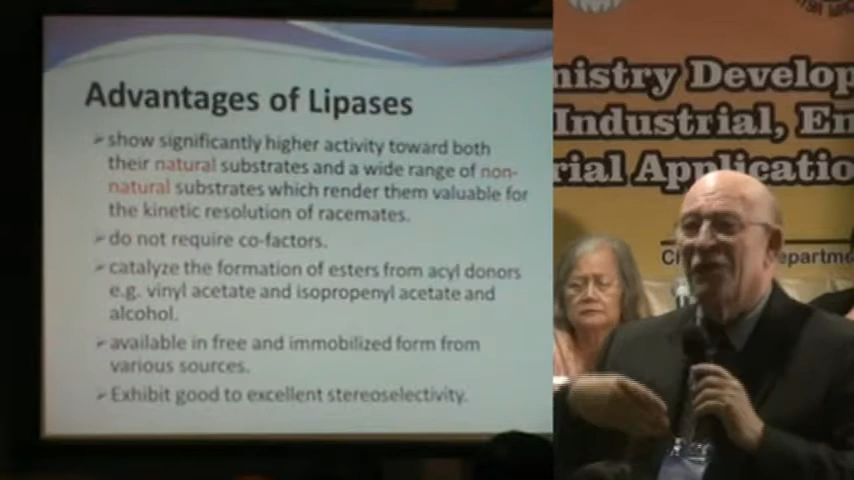 Advantages of Lipases
show significantly higher activity toward both
their natural substrates and a wide range of non-
natural substrates which render them valuable for
the kinetic resolution of racemates.
do not require co-factors.
catalyze the formation of esters from acyl donors
e.g. vinyl acetate and isopropenyl acetate and
alcohol.
available in free and immobilized form from
various sources.
Exhibit good to excellent stereoselectivity.
mistry Develop
Industrial, En
rial Applicatio
epartme